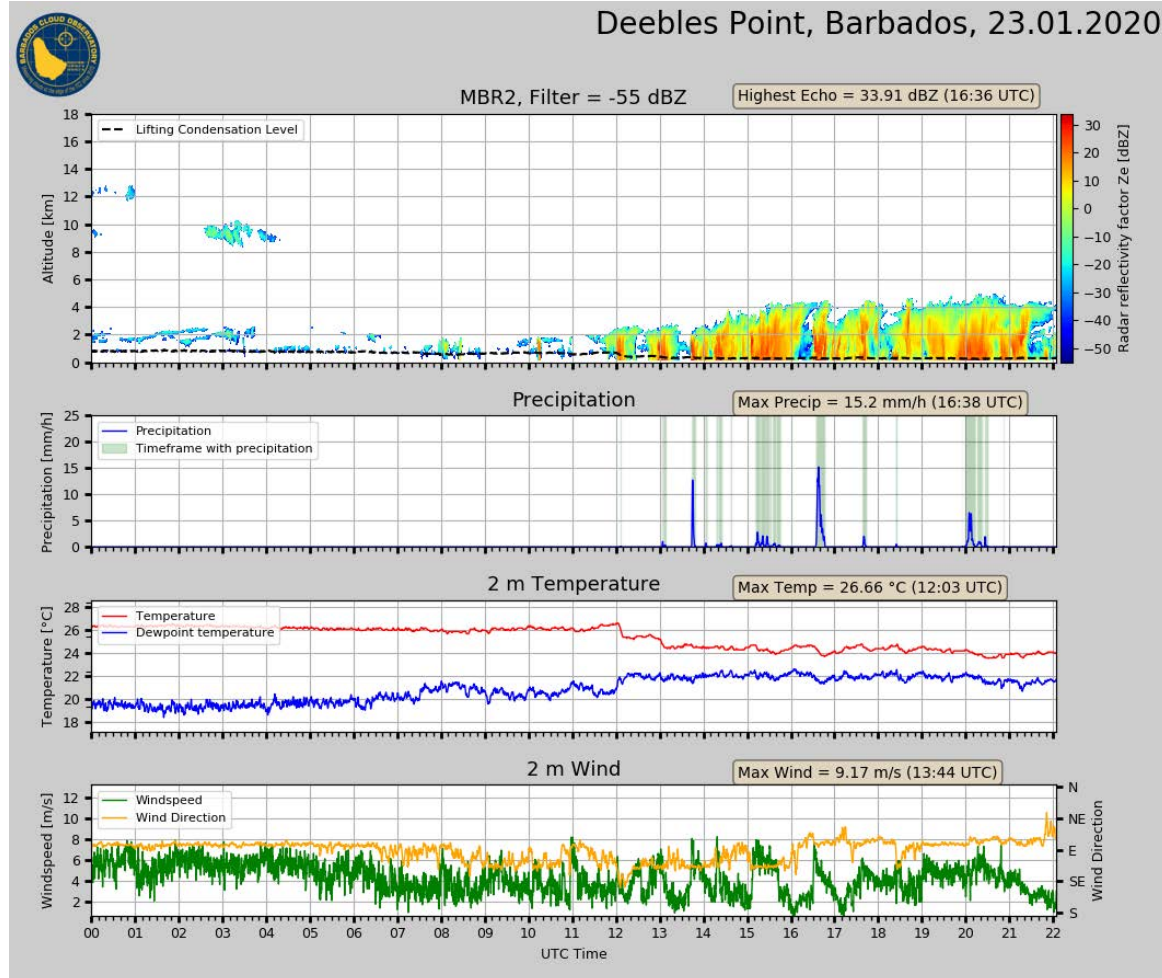 Deebles Point, Barbados, 23.01.2020
BARBADOS CLOUD OBSERVATORY
MBR2, Filter = -55 dBZ
Highest Echo = 33.91 dBZ (16:36 UTC)
Lifting Condensation Level
Altitude [km]
18
16
14
12
10
8
6
4
2
0
30
20
10
0
−10
−20
−30
−40
−50
Radar reflectivity factor Ze [dBZ]
Precipitation
Max Precip = 15.2 mm/h (16:38 UTC)
Precipitation
Timeframe with precipitation
Precipitation [mm/h]
25
20
15
10
5
0
2 m Temperature
Max Temp = 26.66 °C (12:03 UTC)
Temperature
Dewpoint temperature
Temperature [°C]
28
26
24
22
20
18
2 m Wind
Max Wind = 9.17 m/s (13:44 UTC)
Windspeed
Wind Direction
Windspeed [m/s]
12
10
8
6
4
2
N
NE
E
SE
S
Wind Direction
00 01 02 03 04 05 06 07 08 09 10 11 12 13 14 15 16 17 18 19 20 21 22
UTC Time